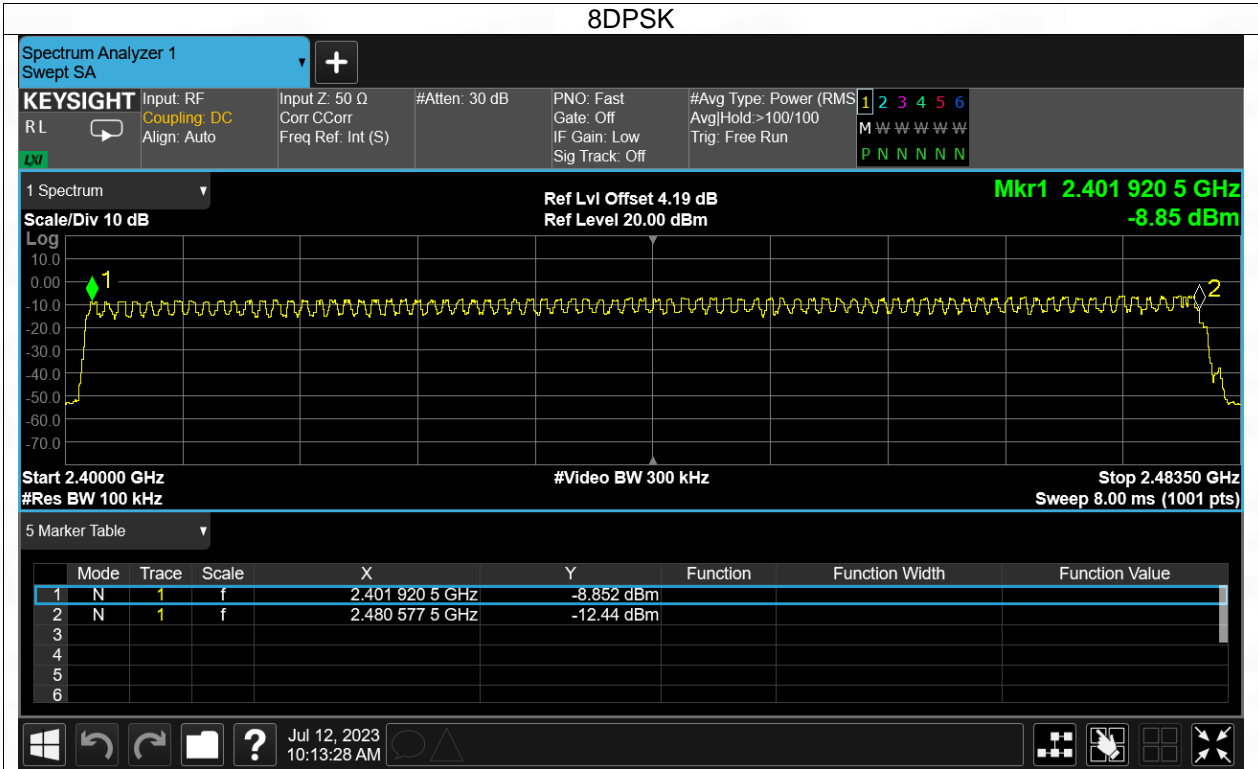 8DPSK
Spectrum Analyzer 1
Swept SA
KEYSIGHT
R L
LXI
Input: RF
Coupling: DC
Align: Auto
Input Z: 50 Ω
Corr CCorr
Freq Ref: Int (S)
#Atten: 30 dB
PNO: Fast
Gate: Off
IF Gain: Low
Sig Track: Off
#Avg Type: Power (RMS
Avg|Hold:>100/100
Trig: Free Run
1 2 3 4 5 6
M W W W W W
P N N N N N
1 Spectrum
Scale/Div 10 dB
Ref Lvl Offset 4.19 dB
Ref Level 20.00 dBm
Mkr1 2.401 920 5 GHz
-8.85 dBm
Log
10.0
0.00
-10.0
-20.0
-30.0
-40.0
-50.0
-60.0
-70.0
1
2
Start 2.40000 GHz
#Res BW 100 kHz
#Video BW 300 kHz
Stop 2.48350 GHz
Sweep 8.00 ms (1001 pts)
5 Marker Table
Mode Trace Scale X Y Function Function Width Function Value
1 N 1 f 2.401 920 5 GHz -8.852 dBm
2 N 1 f 2.480 577 5 GHz -12.44 dBm
3
4
5
6
?
Jul 12, 2023
10:13:28 AM